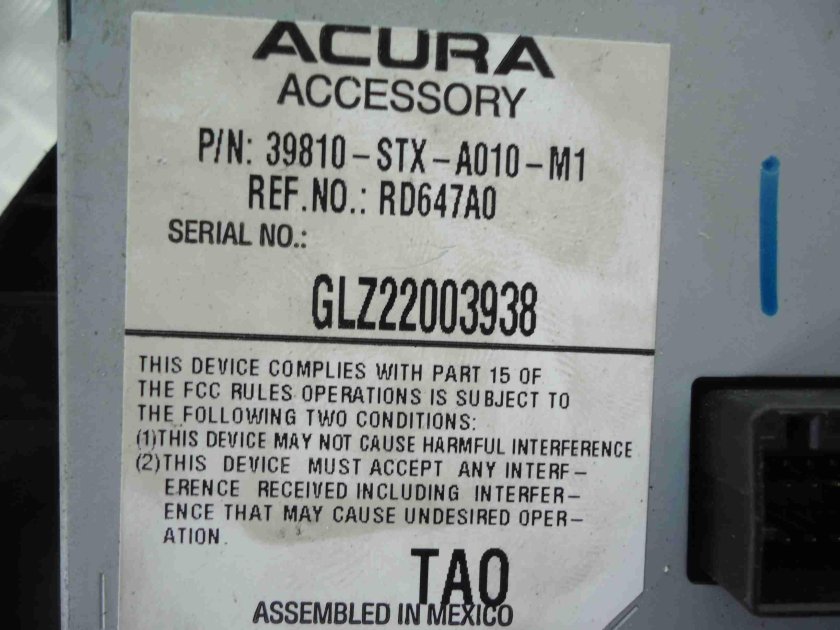 ACURA
ACCESSORY
P/N: 39810-STX-A010-M1
REF.NO.: RD647A0
SERIAL NO.:
GLZ22003938
THIS DEVICE COMPLIES WITH PART 15 OF
THE FCC RULES OPERATIONS IS SUBJECT TO
THE FOLLOWING TWO CONDITIONS:
(1)THIS DEVICE MAY NOT CAUSE HARMFUL INTERFERENCE
(2)THIS DEVICE MUST ACCEPT ANY INTERF-
ERENCE RECEIVED INCLUDING INTERFER-
ENCE THAT MAY CAUSE UNDESIRED OPER-
ATION.
TA0
ASSEMBLED IN MEXICO